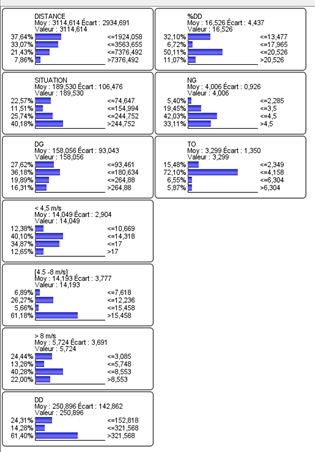 DISTANCE
Moy : 3114,614 Écart : 2934,691
Valeur : 3114,614
37,64% <=1924,058
33,07% <=3563,655
21,43% <=7376,492
7,86% >7376,492
SITUATION
Moy : 189,530 Écart : 106,476
Valeur : 189,530
22,57% <=74,647
11,51% <=154,994
25,74% <=244,752
40,18% >244,752
DG
Moy : 158,056 Écart : 93,043
Valeur : 158,056
27,62% <=93,461
36,18% <=180,634
19,89% <=264,88
16,31% >264,88
< 4,5 m/s
Moy : 14,049 Écart : 2,904
Valeur : 14,049
12,38% <=10,669
40,10% <=14,318
34,87% <=17
12,65% >17
[4.5 -8 m/s]
Moy : 14,193 Écart : 3,777
Valeur : 14,193
6,89% <=7,618
26,27% <=12,236
5,66% <=15,458
61,18% >15,458
> 8 m/s
Moy : 5,724 Écart : 3,691
Valeur : 5,724
24,44% <=3,085
13,28% <=5,748
40,28% <=8,553
22,00% >8,553
DD
Moy : 250,896 Écart : 142,862
Valeur : 250,896
24,31% <=152,818
14,28% <=321,568
61,40% >321,568
%DD
Moy : 16,526 Écart : 4,437
Valeur : 16,526
32,10% <=13,477
6,72% <=17,965
50,11% <=20,526
11,07% >20,526
NG
Moy : 4,006 Écart : 0,926
Valeur : 4,006
5,40% <=2,285
19,45% <=3,5
42,03% <=4,5
33,11% >4,5
TO
Moy : 3,299 Écart : 1,350
Valeur : 3,299
15,48% <=2,349
72,10% <=4,158
6,55% <=6,304
5,87% >6,304